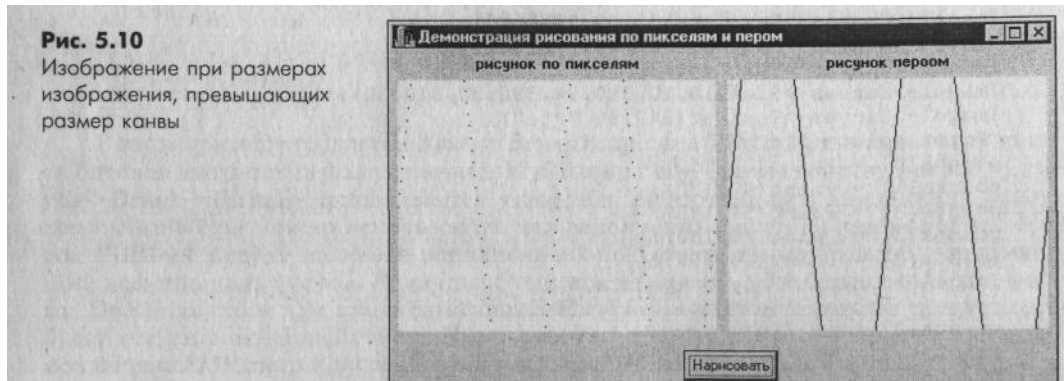 Рис. 5.10
Изображение при размерах
изображения, превышающих
размер канвы
Демонстрация рисования по пикселям и пером
рисунок по пикселям
рисунок пероом
Нарисовать